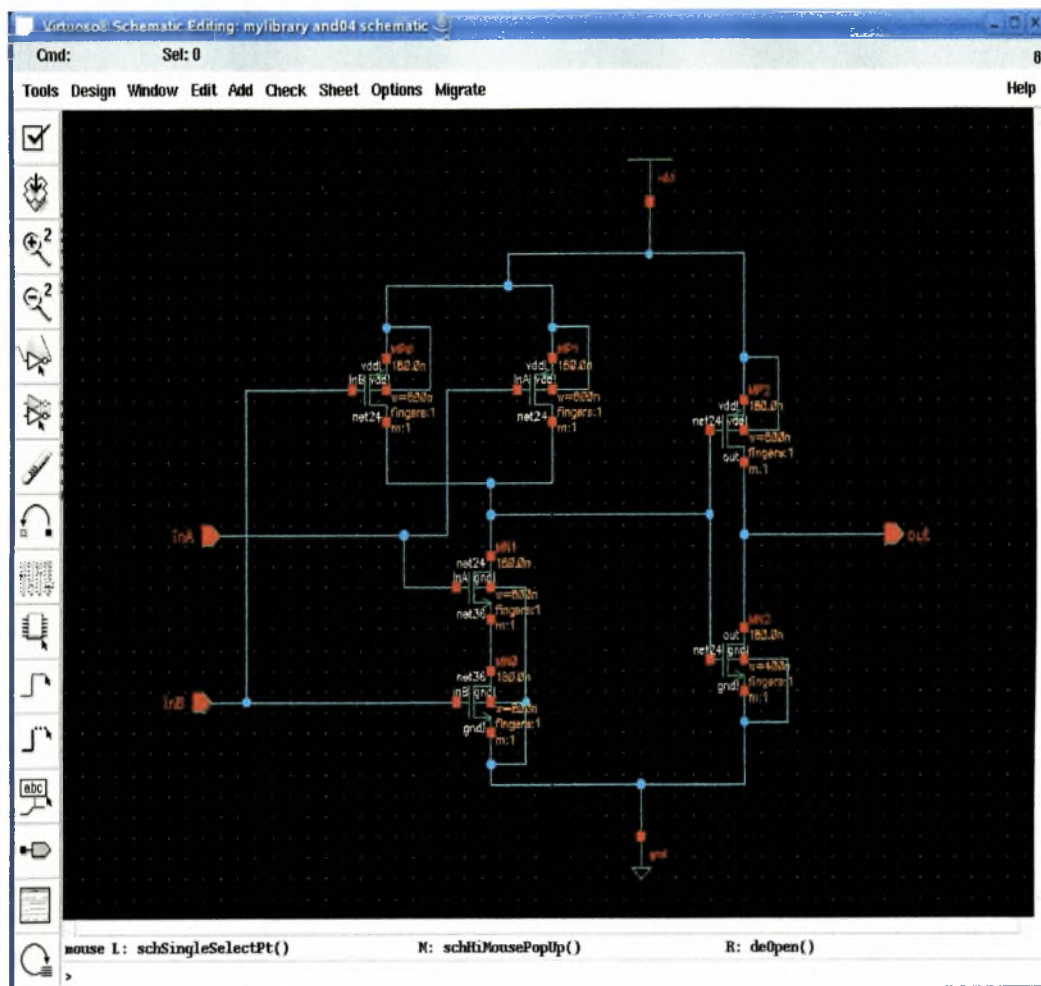 Virtuoso® Schematic Editing: mylibrary and04 schematic
Cmd: Sel: 0 8
Tools Design Window Edit Add Check Sheet Options Migrate Help
2
2
abc
vdd
MP1
vdd! 180.0n
vdd! 180.0n
inB vdd!
inA vdd!
w=600n
w=600n
fingers:1
fingers:1
net24
m:1
m:1
MP2
vdd! 180.0n
net24 vdd!
fingers:1
out
m:1
inA
out
MN1
net24 180.0n
inA gnd!
w=600n
fingers:1
net36
m:1
MN2
out 180.0n
net24 gnd!
w=400n
fingers:1
gnd!
m:1
inB
net36 180.0n
inB gnd!
fingers:1
gnd!
m:1
gnd
mouse L: schSingleSelectPt() M: schHiMousePopUp() R: deOpen()
>